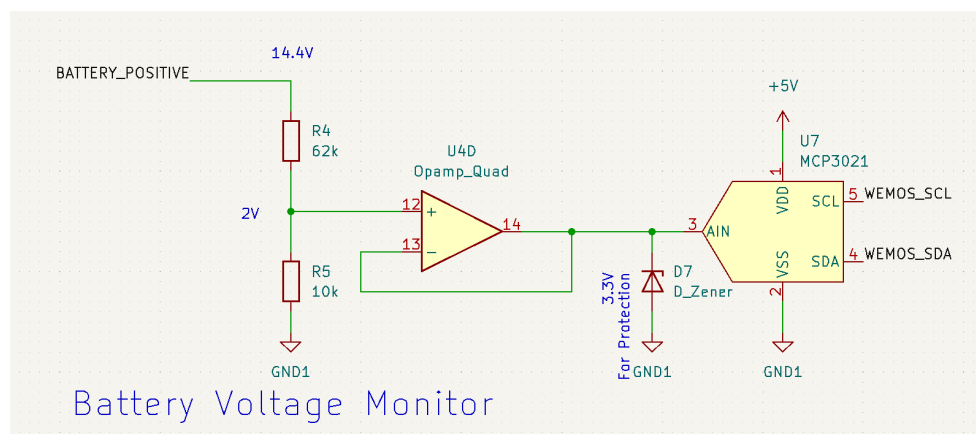 14.4V
BATTERY_POSITIVE
+5V
R4
62k
U4D
Opamp_Quad
U7
MCP3021
1
VDD
SCL
5
WEMOS_SCL
2V
12
+
14
3
AIN
13
-
R5
10k
3.3V
For Protection
D7
D_Zener
VSS
2
SDA
4
WEMOS_SDA
GND1
GND1
GND1
Battery Voltage Monitor